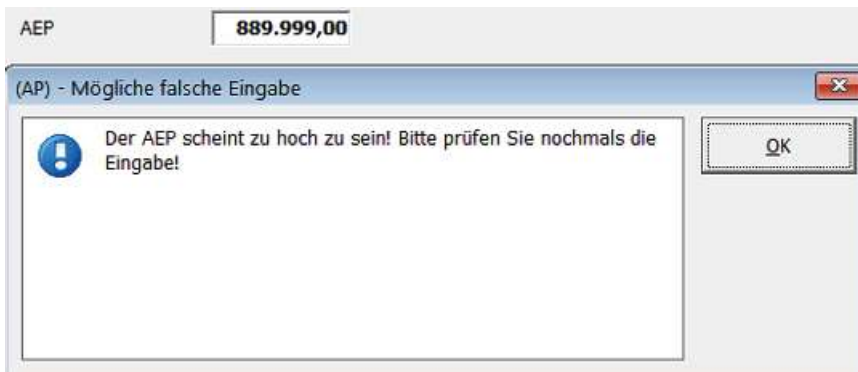 AEP 889.999,00
(AP) - Mögliche falsche Eingabe
Der AEP scheint zu hoch zu sein! Bitte prüfen Sie nochmals die
Eingabe!
OK